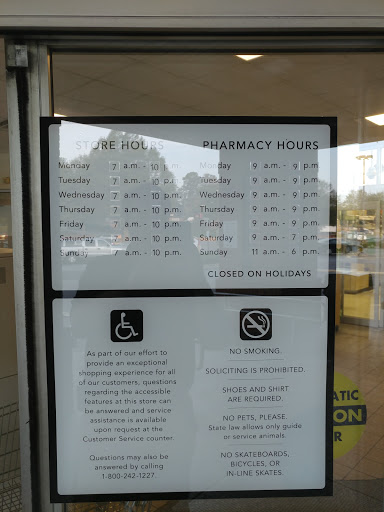 STORE HOURS
Monday 7 a.m. - 10 p.m.
Tuesday 7 a.m. - 10 p.m.
Wednesday 7 a.m. - 10 p.m.
Thursday 7 a.m. - 10 p.m.
Friday 7 a.m. - 10 p.m.
Saturday 7 a.m. - 10 p.m.
Sunday 7 a.m. - 10 p.m.
PHARMACY HOURS
Monday 9 a.m. - 9 p.m.
Tuesday 9 a.m. - 9 p.m.
Wednesday 9 a.m. - 9 p.m.
Thursday 9 a.m. - 9 p.m.
Friday 9 a.m. - 9 p.m.
Saturday 9 a.m. - 7 p.m.
Sunday 11 a.m. - 6 p.m.
CLOSED ON HOLIDAYS
As part of our effort to
provide an exceptional
shopping experience for all
of our customers, questions
regarding the accessible
features at this store can
be answered and service
assistance is available
upon request at the
Customer Service counter.
Questions may also be
answered by calling
1-800-242-1227.
NO SMOKING.
SOLICITING IS PROHIBITED.
SHOES AND SHIRT
ARE REQUIRED.
NO PETS, PLEASE.
State law allows only guide
or service animals.
NO SKATEBOARDS,
BICYCLES, OR
IN-LINE SKATES.
ATIC
ON
R